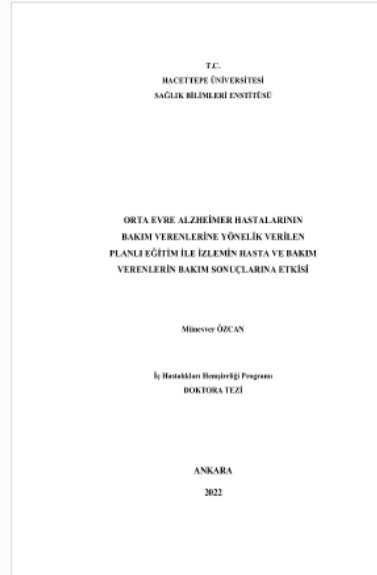 T.C.
HACETTEPE ÜNİVERSİTESİ
SAĞLIK BİLİMLERİ ENSTİTÜSÜ
ORTA EVRE ALZHEİMER HASTALARININ
BAKIM VERENLERİNE YÖNELİK VERİLEN
PLANLI EĞİTİM İLE İZLEMİN HASTA VE BAKIM
VERENLERİN BAKIM SONUÇLARINA ETKİSİ
Münevver ÖZCAN
İç Hastalıkları Hemşireliği Programı
DOKTORA TEZİ
ANKARA
2022